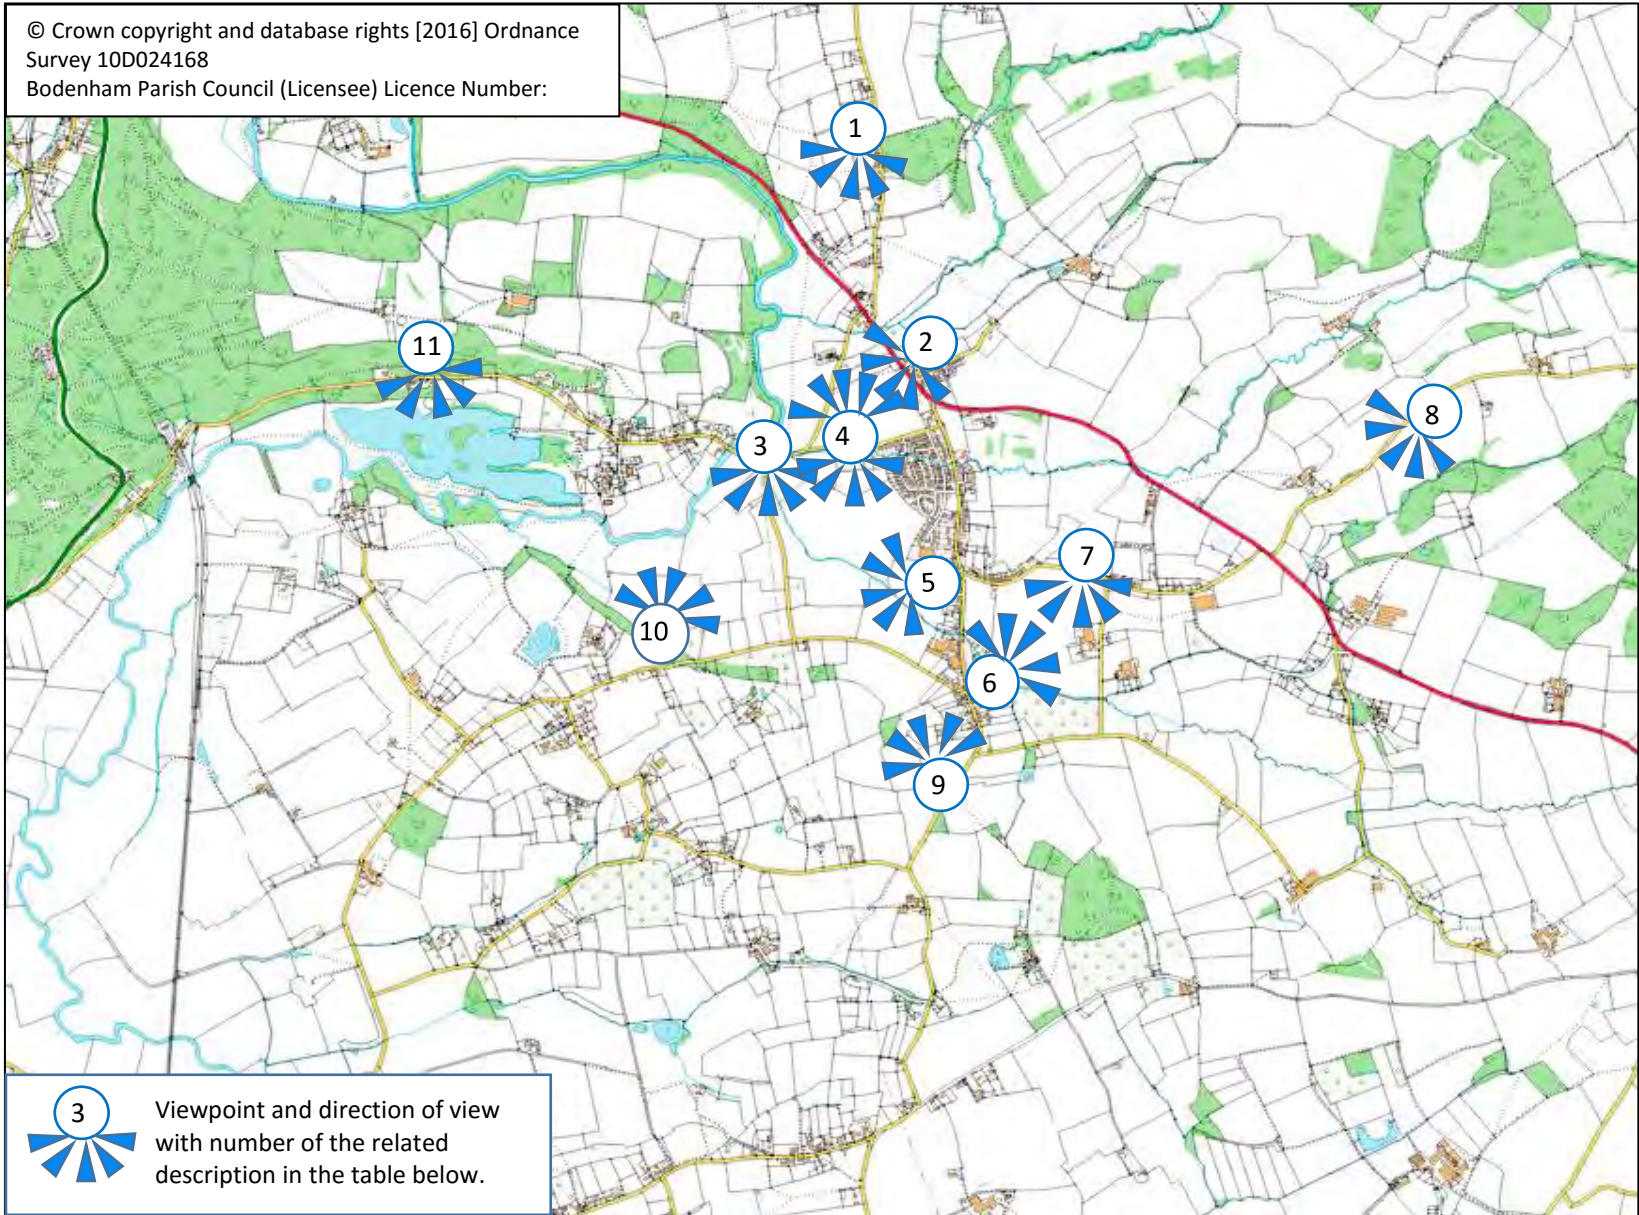 © Crown copyright and database rights [2016] Ordnance
Survey 10D024168
Bodenham Parish Council (Licensee) Licence Number:
1
2
3
4
5
6
7
8
9
10
11
3
Viewpoint and direction of view
with number of the related
description in the table below.